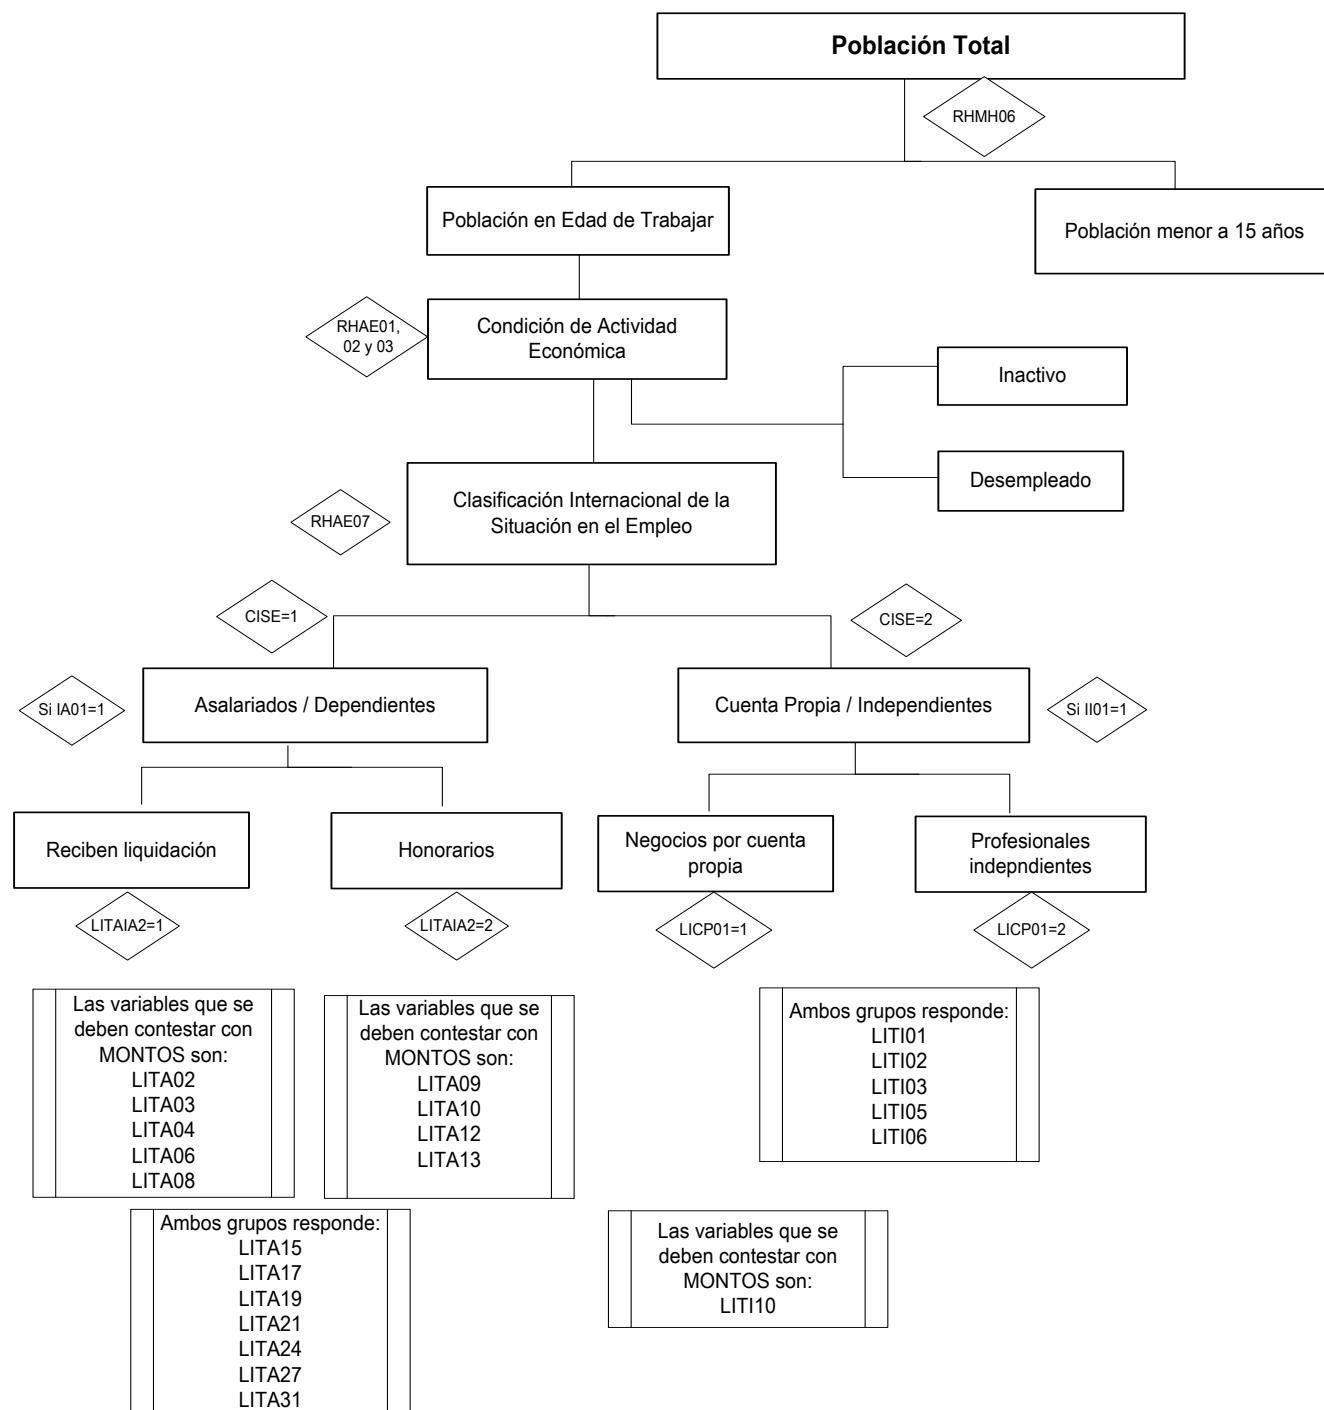 Población Total
RHMH06
Población en Edad de Trabajar
Población menor a 15 años
RHAE01,
02 y 03
Condición de Actividad
Económica
Inactivo
Desempleado
RHAE07
Clasificación Internacional de la
Situación en el Empleo
CISE=1
CISE=2
Si IA01=1
Asalariados / Dependientes
Cuenta Propia / Independientes
Si II01=1
Reciben liquidación
Honorarios
Negocios por cuenta
propia
Profesionales
indepndientes
LITAIA2=1
LITAIA2=2
LICP01=1
LICP01=2
Las variables que se
deben contestar con
MONTOS son:
LITA02
LITA03
LITA04
LITA06
LITA08
Las variables que se
deben contestar con
MONTOS son:
LITA09
LITA10
LITA12
LITA13
Ambos grupos responde:
LITI01
LITI02
LITI03
LITI05
LITI06
Ambos grupos responde:
LITA15
LITA17
LITA19
LITA21
LITA24
LITA27
LITA31
Las variables que se
deben contestar con
MONTOS son:
LITI10